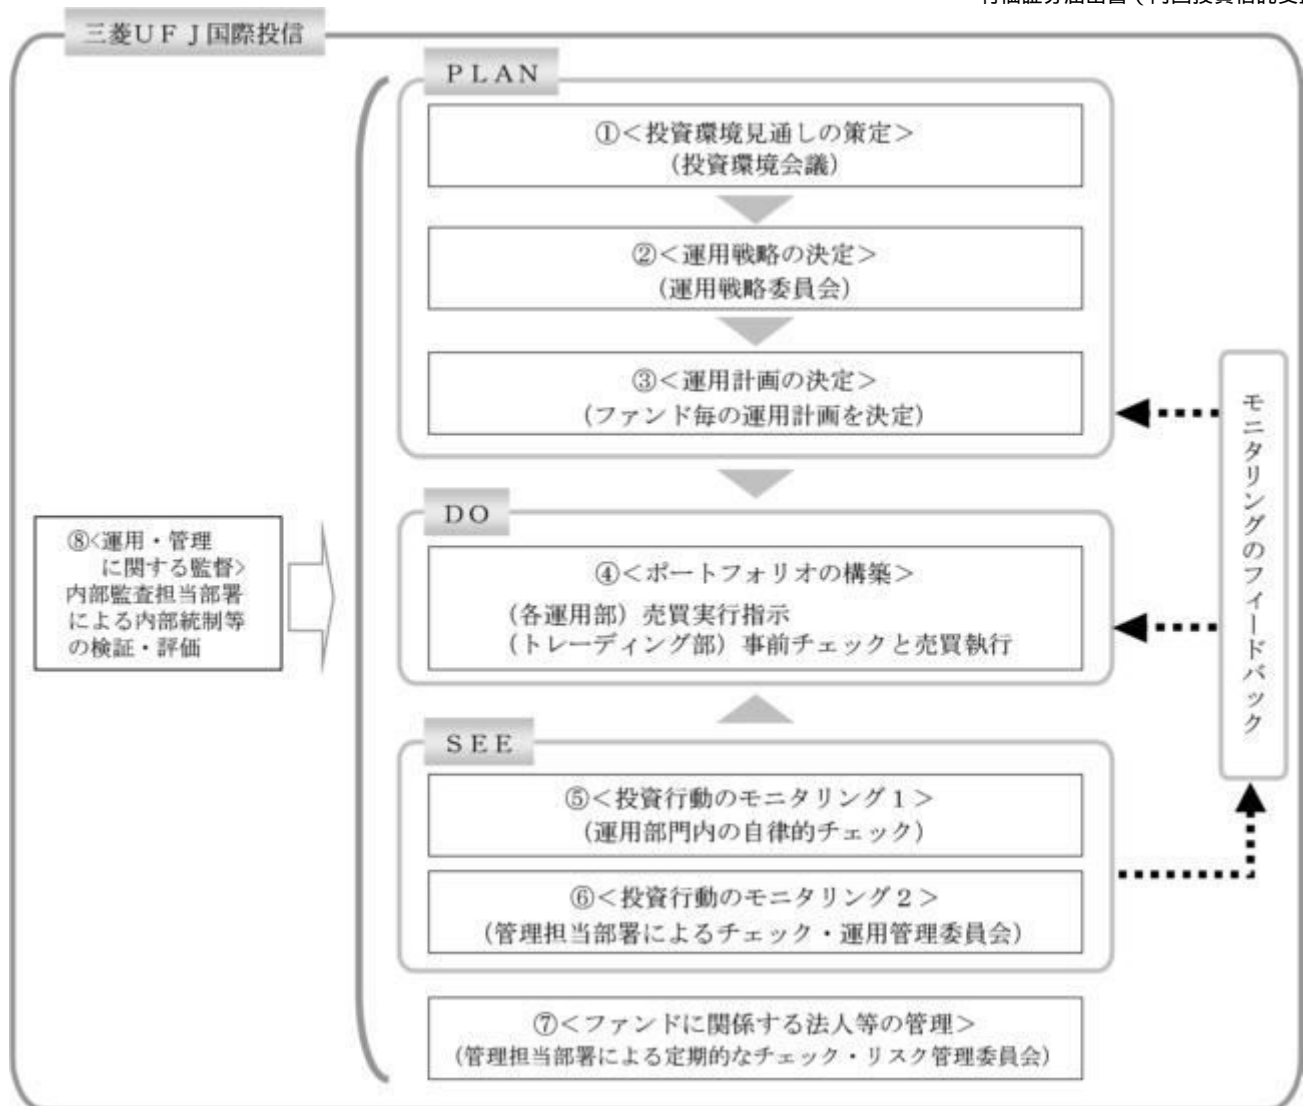 三菱ＵＦＪ国際投信
ＰＬＡＮ
①＜投資環境見通しの策定＞
（投資環境会議）
②＜運用戦略の決定＞
（運用戦略委員会）
③＜運用計画の決定＞
（ファンド毎の運用計画を決定）
ＤＯ
④＜ポートフォリオの構築＞
（各運用部）売買実行指示
（トレーディング部）事前チェックと売買執行
ＳＥＥ
⑤＜投資行動のモニタリング１＞
（運用部門内の自律的チェック）
⑥＜投資行動のモニタリング２＞
（管理担当部署によるチェック・運用管理委員会）
⑦＜ファンドに関係する法人等の管理＞
（管理担当部署による定期的なチェック・リスク管理委員会）
⑧<運用・管理
に関する監督>
内部監査担当部署
による内部統制等
の検証・評価
モニタリングのフィードバック